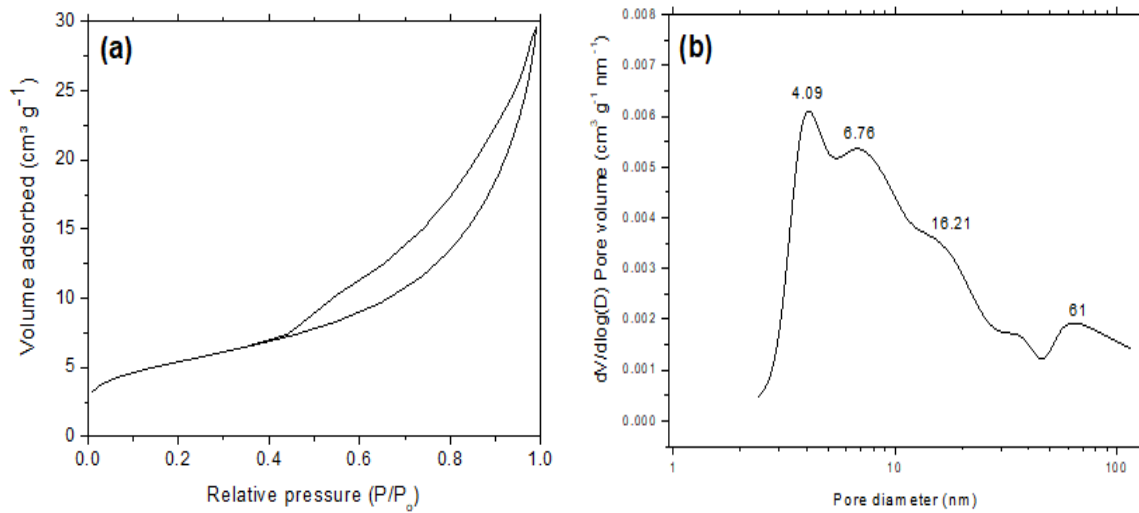 (a)
Volume adsorbed (cm³ g⁻¹)
30
25
20
15
10
5
0
0.0 0.2 0.4 0.6 0.8 1.0
Relative pressure (P/Pₒ)
(b)
dV/dlog(D) Pore volume (cm³ g⁻¹ nm⁻¹)
0.008
0.007
0.006
0.005
0.004
0.003
0.002
0.001
0.000
4.09
6.76
16.21
61
1 10 100
Pore diameter (nm)